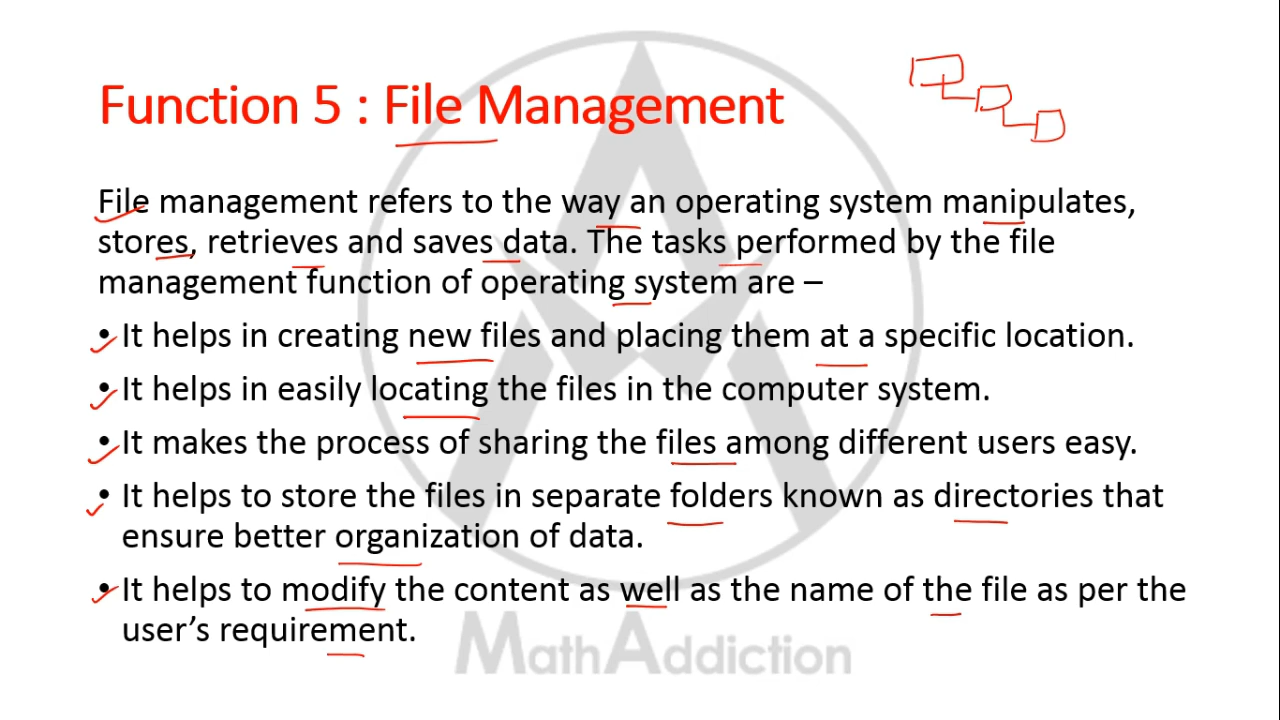 Function 5 : File Management
File management refers to the way an operating system manipulates,
stores, retrieves and saves data. The tasks performed by the file
management function of operating system are –
• It helps in creating new files and placing them at a specific location.
• It helps in easily locating the files in the computer system.
• It makes the process of sharing the files among different users easy.
• It helps to store the files in separate folders known as directories that
ensure better organization of data.
• It helps to modify the content as well as the name of the file as per the
user’s requirement.
MathAddiction